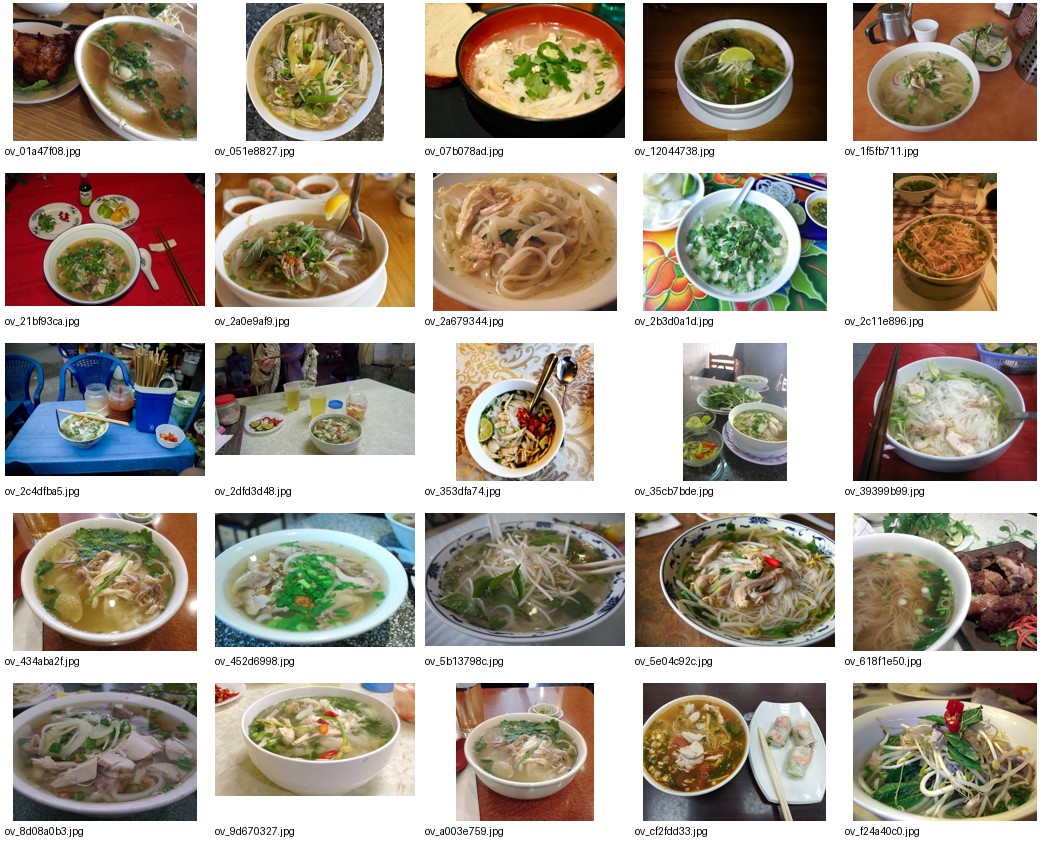 ov_01a47f08.jpg
ov_051e8827.jpg
ov_07b078ad.jpg
ov_12044738.jpg
ov_1f5fb711.jpg
ov_21bf93ca.jpg
ov_2a0e9af9.jpg
ov_2a679344.jpg
ov_2b3d0a1d.jpg
ov_2c11e896.jpg
ov_2c4dfba5.jpg
ov_2dfd3d48.jpg
ov_353dfa74.jpg
ov_35cb7bde.jpg
ov_39399b99.jpg
ov_434aba2f.jpg
ov_452d6998.jpg
ov_5b13798c.jpg
ov_5e04c92c.jpg
ov_618f1e50.jpg
ov_8d08a0b3.jpg
ov_9d670327.jpg
ov_a003e759.jpg
ov_cf2fdd33.jpg
ov_f24a40c0.jpg